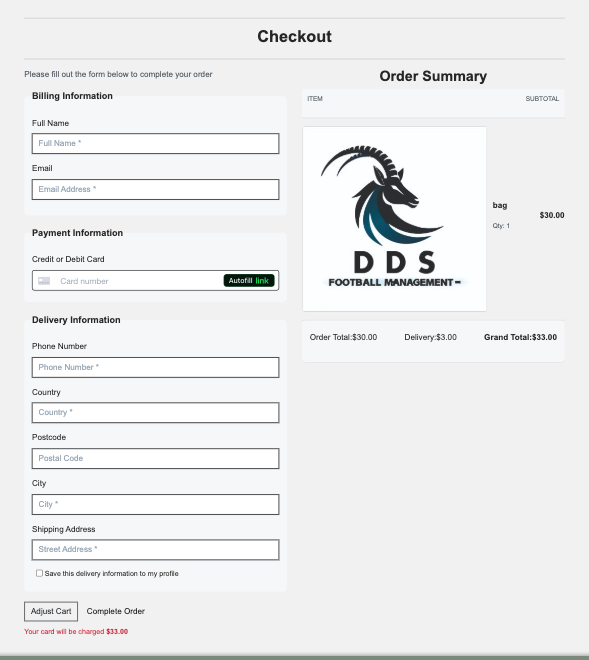 Checkout
Please fill out the form below to complete your order
Billing Information
Full Name
Full Name *
Email
Email Address *
Payment Information
Credit or Debit Card
Card number
Autofill link
Delivery Information
Phone Number
Phone Number *
Country
Country *
Postcode
Postal Code
City
City *
Shipping Address
Street Address *
Save this delivery information to my profile
Adjust Cart Complete Order
Your card will be charged $33.00
Order Summary
ITEM SUBTOTAL
DDS
FOOTBALL MANAGEMENT
bag
Qty: 1
$30.00
Order Total:$30.00 Delivery:$3.00 Grand Total:$33.00